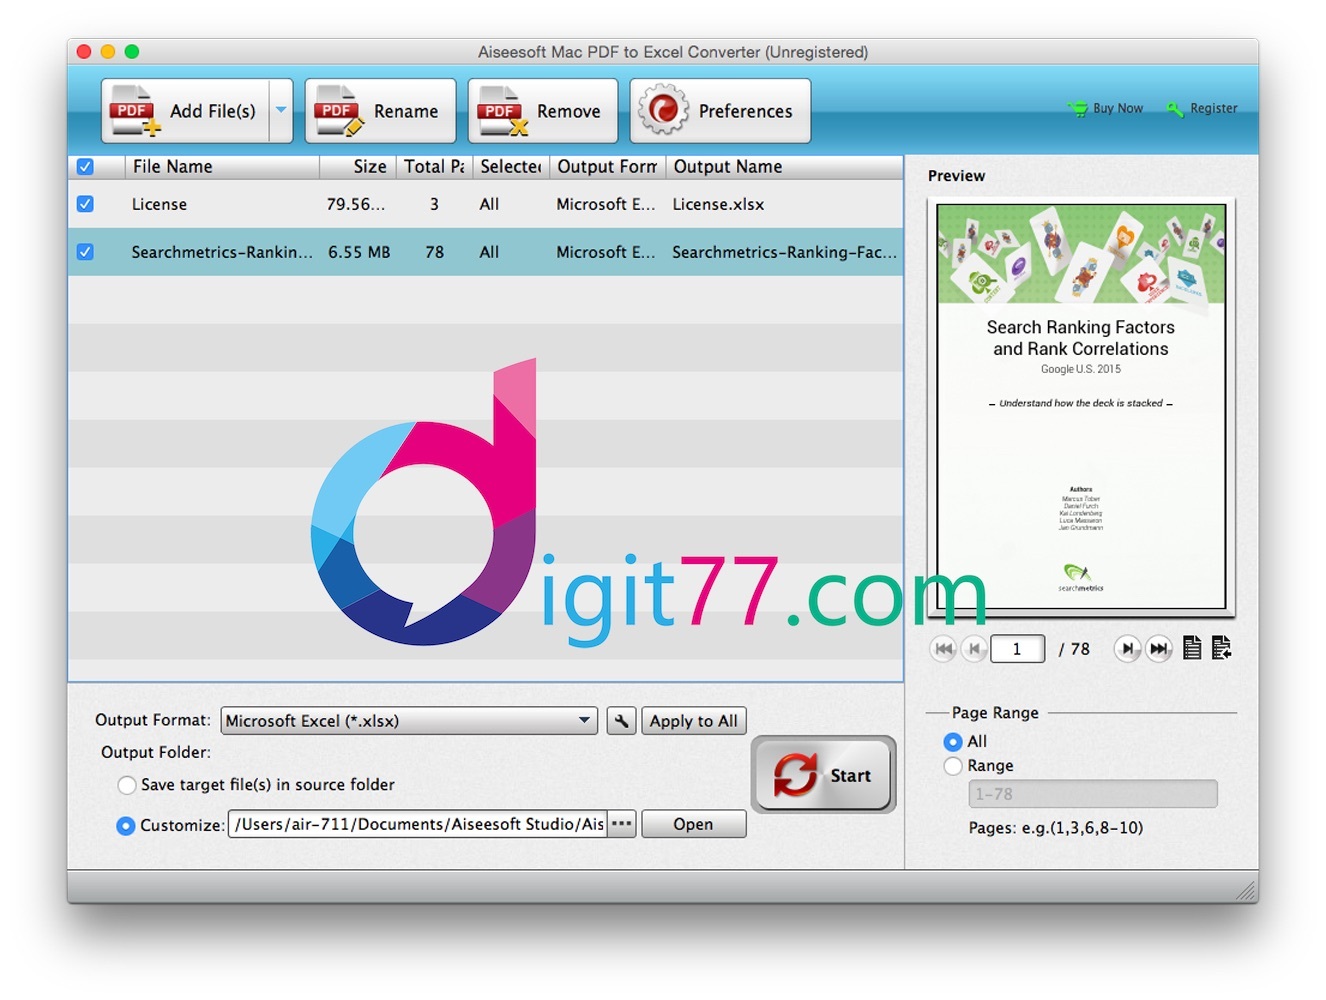 Aiseesoft Mac PDF to Excel Converter (Unregistered)
PDF Add File(s)
PDF Rename
PDF Remove
Preferences
Buy Now
Register
File Name Size Total Pa Selected Output Form Output Name
License 79.56... 3 All Microsoft E... License.xlsx
Searchmetrics-Rankin... 6.55 MB 78 All Microsoft E... Searchmetrics-Ranking-Fac...
digit77.com
Output Format: Microsoft Excel (*.xlsx) Apply to All
Output Folder:
Save target file(s) in source folder
Customize: /Users/air-711/Documents/Aiseesoft Studio/Ais ... Open
Start
Preview
Search Ranking Factors
and Rank Correlations
Google U.S. 2015
– Understand how the deck is stacked –
Authors
Marcus Tober
Daniel Furch
Kai Londenberg
Luca Massaron
Jan Grundmann
searchmetrics
1 / 78
Page Range
All
Range
1-78
Pages: e.g.(1,3,6,8-10)